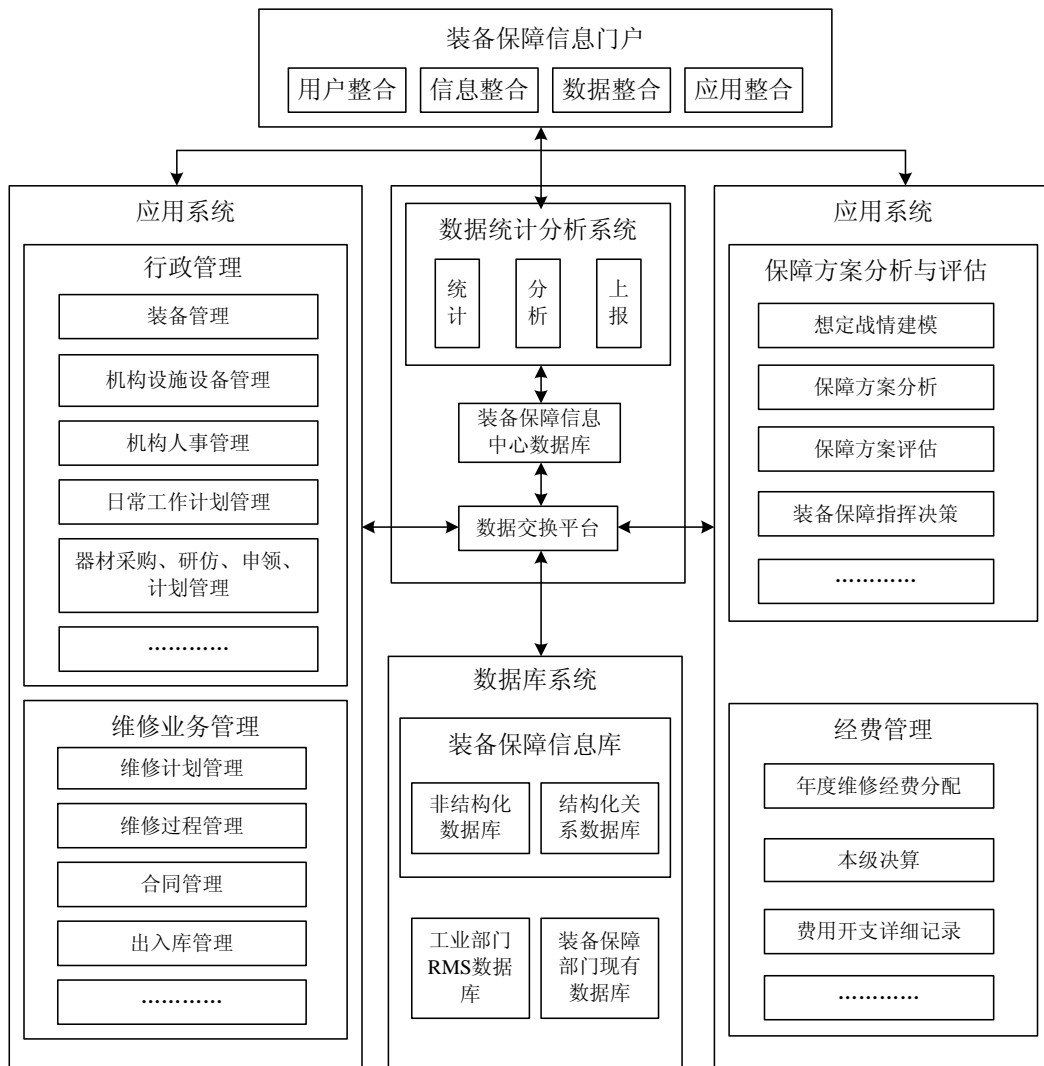 装备保障信息门户
用户整合
信息整合
数据整合
应用整合
应用系统
行政管理
装备管理
机构设施设备管理
机构人事管理
日常工作计划管理
器材采购、研仿、申领、
计划管理
…………
维修业务管理
维修计划管理
维修过程管理
合同管理
出入库管理
…………
数据统计分析系统
统
计
分
析
上
报
装备保障信息
中心数据库
数据交换平台
数据库系统
装备保障信息库
非结构化
数据库
结构化关
系数据库
工业部门
RMS数据
库
装备保障
部门现有
数据库
应用系统
保障方案分析与评估
想定战情建模
保障方案分析
保障方案评估
装备保障指挥决策
…………
经费管理
年度维修经费分配
本级决算
费用开支详细记录
…………